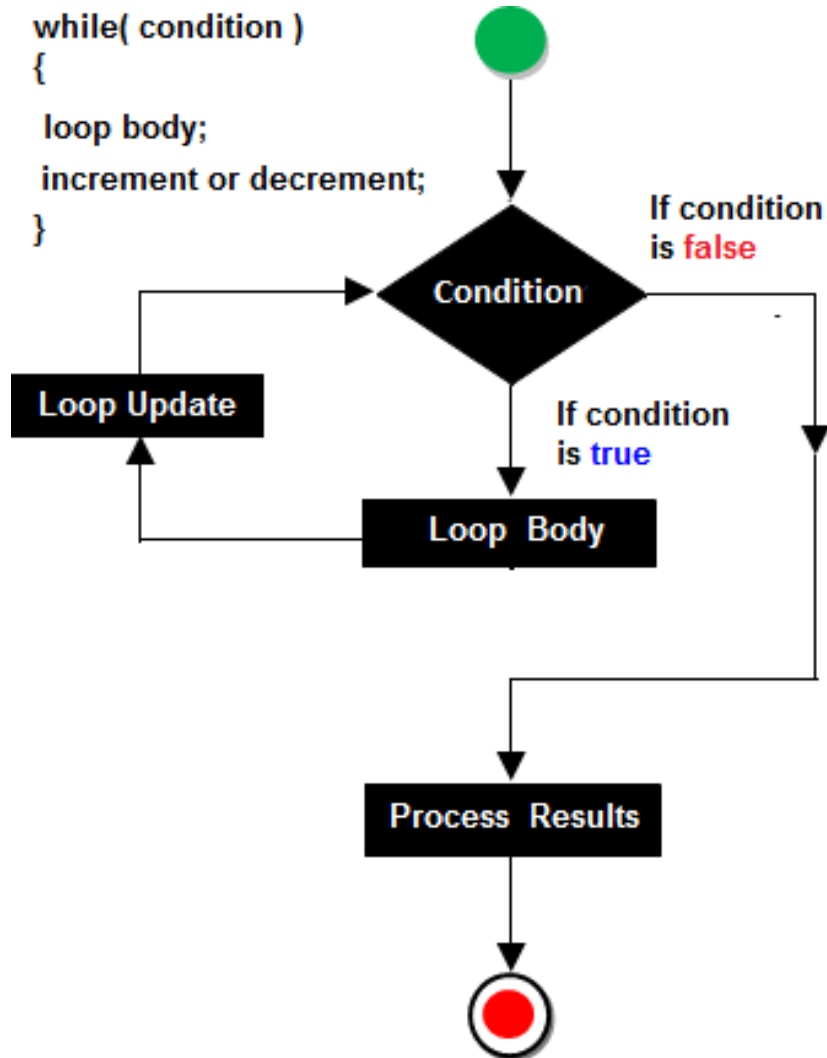 while( condition )
{
loop body;
increment or decrement;
}
If condition
is false
Condition
Loop Update
If condition
is true
Loop Body
Process Results